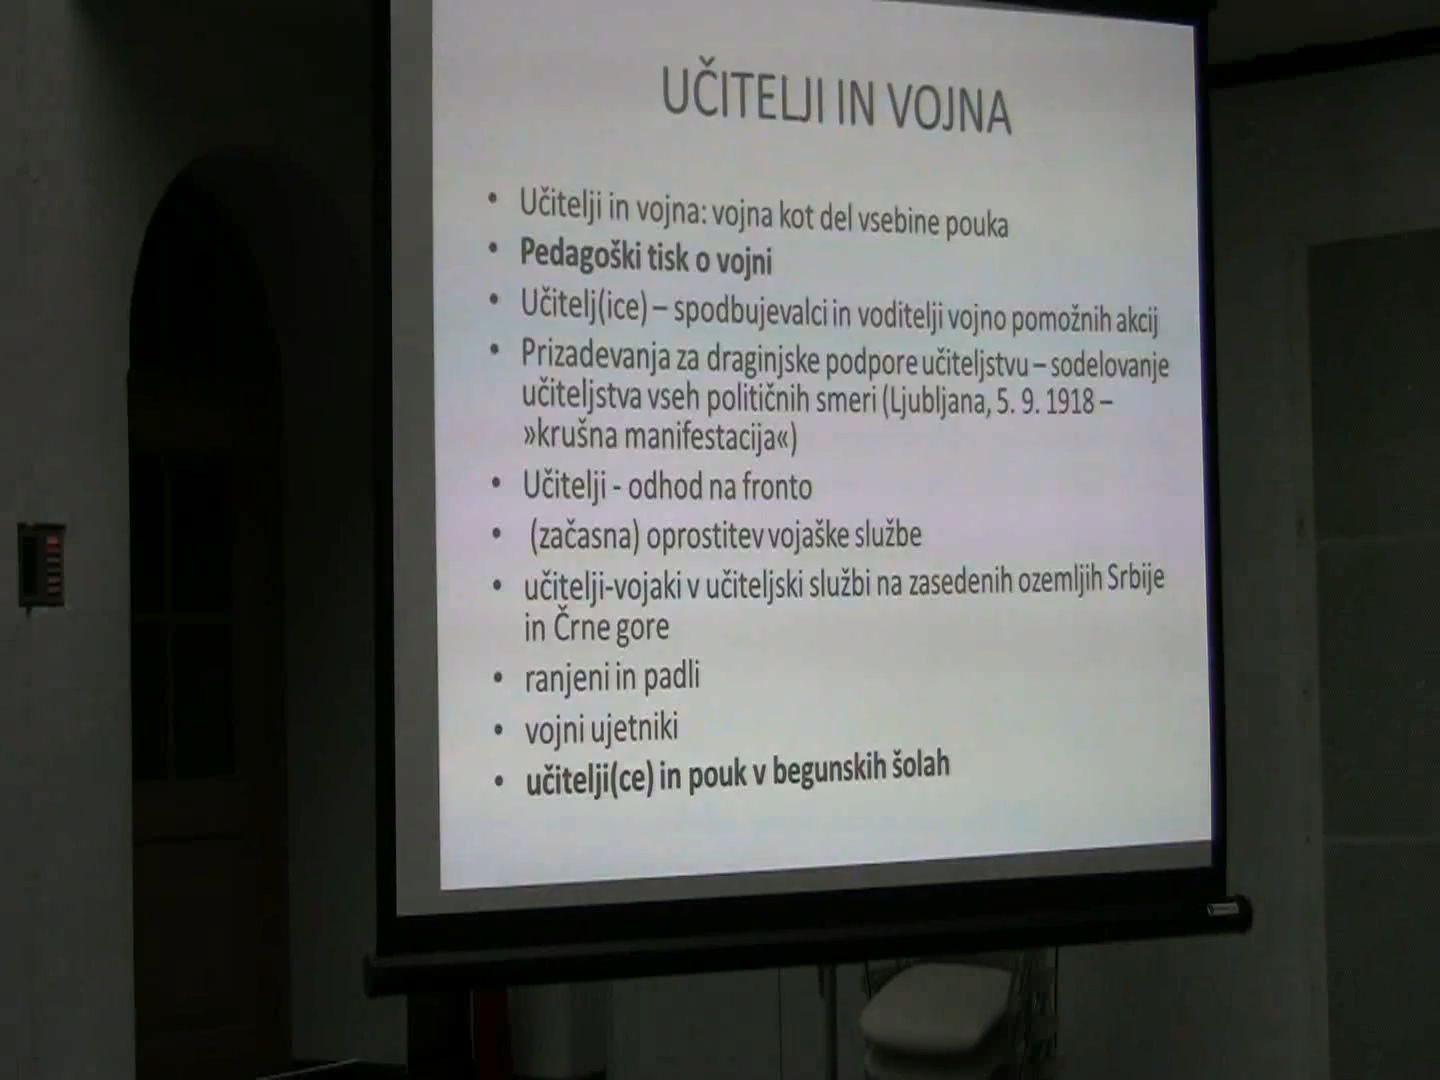 UČITELJI IN VOJNA
• Učitelji in vojna: vojna kot del vsebine pouka
• Pedagoški tisk o vojni
• Učitelj(ice) – spodbujevalci in voditelji vojno pomožnih akcij
• Prizadevanja za draginjske podpore učiteljstvu – sodelovanje
učiteljstva vseh političnih smeri (Ljubljana, 5. 9. 1918 –
»krušna manifestacija«)
• Učitelji - odhod na fronto
• (začasna) oprostitev vojaške službe
• učitelji-vojaki v učiteljski službi na zasedenih ozemljih Srbije
in Črne gore
• ranjeni in padli
• vojni ujetniki
• učitelji(ce) in pouk v begunskih šolah